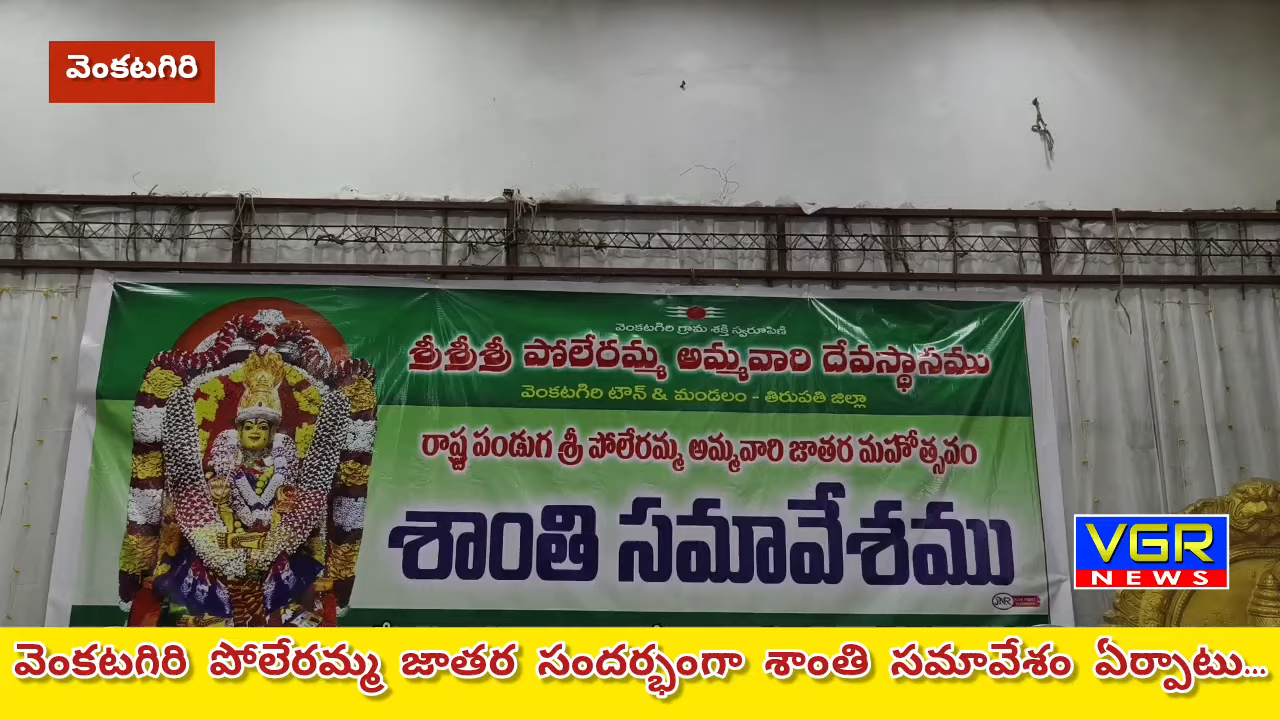 వెంకటగిరి
వెంకటగిరి గ్రామ శక్తి స్వరూపిణి
శ్రీశ్రీశ్రీ పోలేరమ్మ అమ్మవారి దేవస్థానము
వెంకటగిరి టౌన్ & మండలం - తిరుపతి జిల్లా
రాష్ట్ర పండుగ శ్రీ పోలేరమ్మ అమ్మవారి జాతర మహోత్సవం
శాంతి సమావేశము
JNR
VGR
NEWS
వెంకటగిరి పోలేరమ్మ జాతర సందర్భంగా శాంతి సమావేశం ఏర్పాటు...